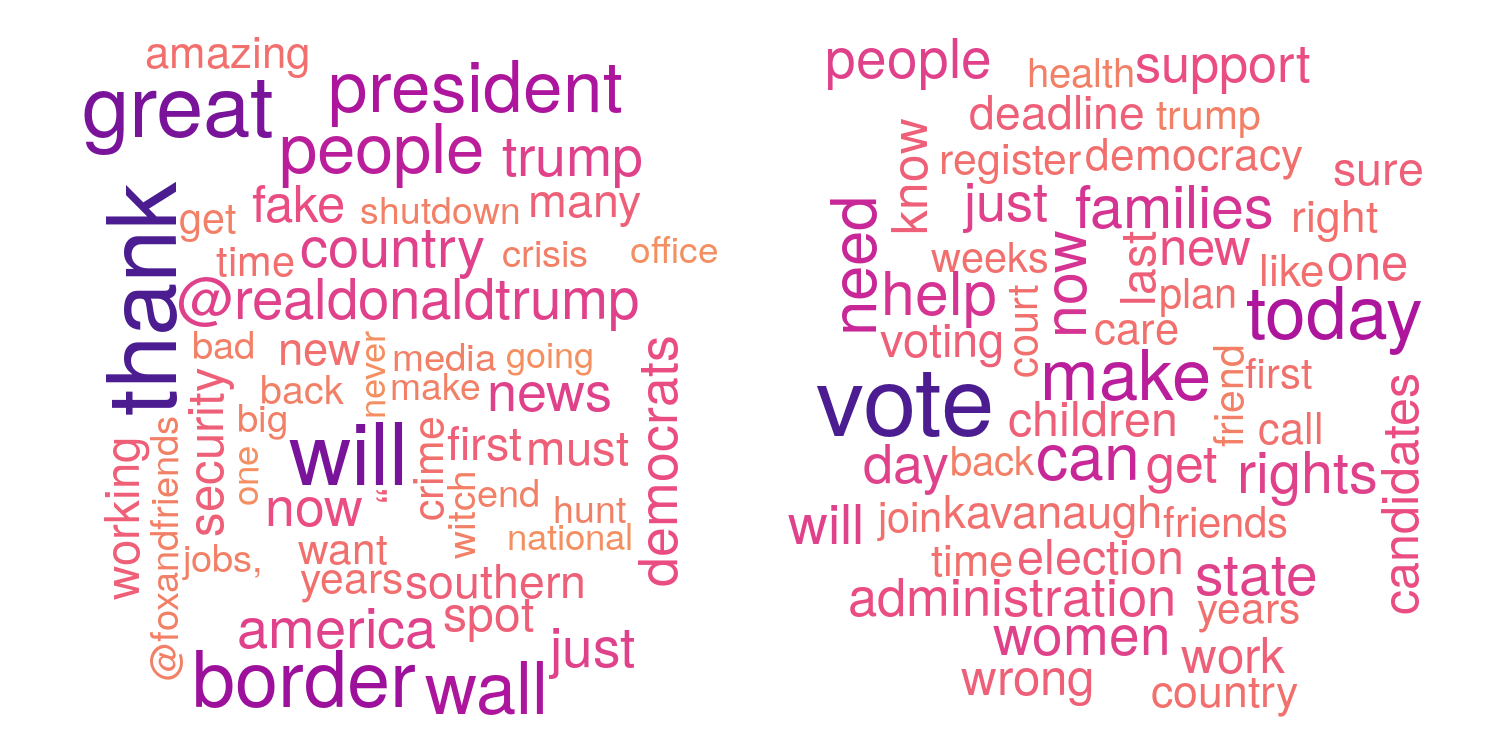 amazing
great
president
people
trump
thank
get
fake
shutdown
many
time
country
crisis
office
@realdonaldtrump
bad
new
never
media
going
back
make
news
big
security
democrats
working
@foxandfriends
one
will
“
crime
first
must
now
witch
end
hunt
national
jobs,
want
years
southern
america
spot
just
border
wall
people
health
support
deadline
trump
know
register
democracy
sure
need
just
families
right
weeks
now
last
new
like
one
help
court
plan
today
voting
care
vote
make
friend
first
children
call
candidates
day
back
can
get
rights
will
join
kavanaugh
friends
time
election
state
administration
years
women
work
wrong
country